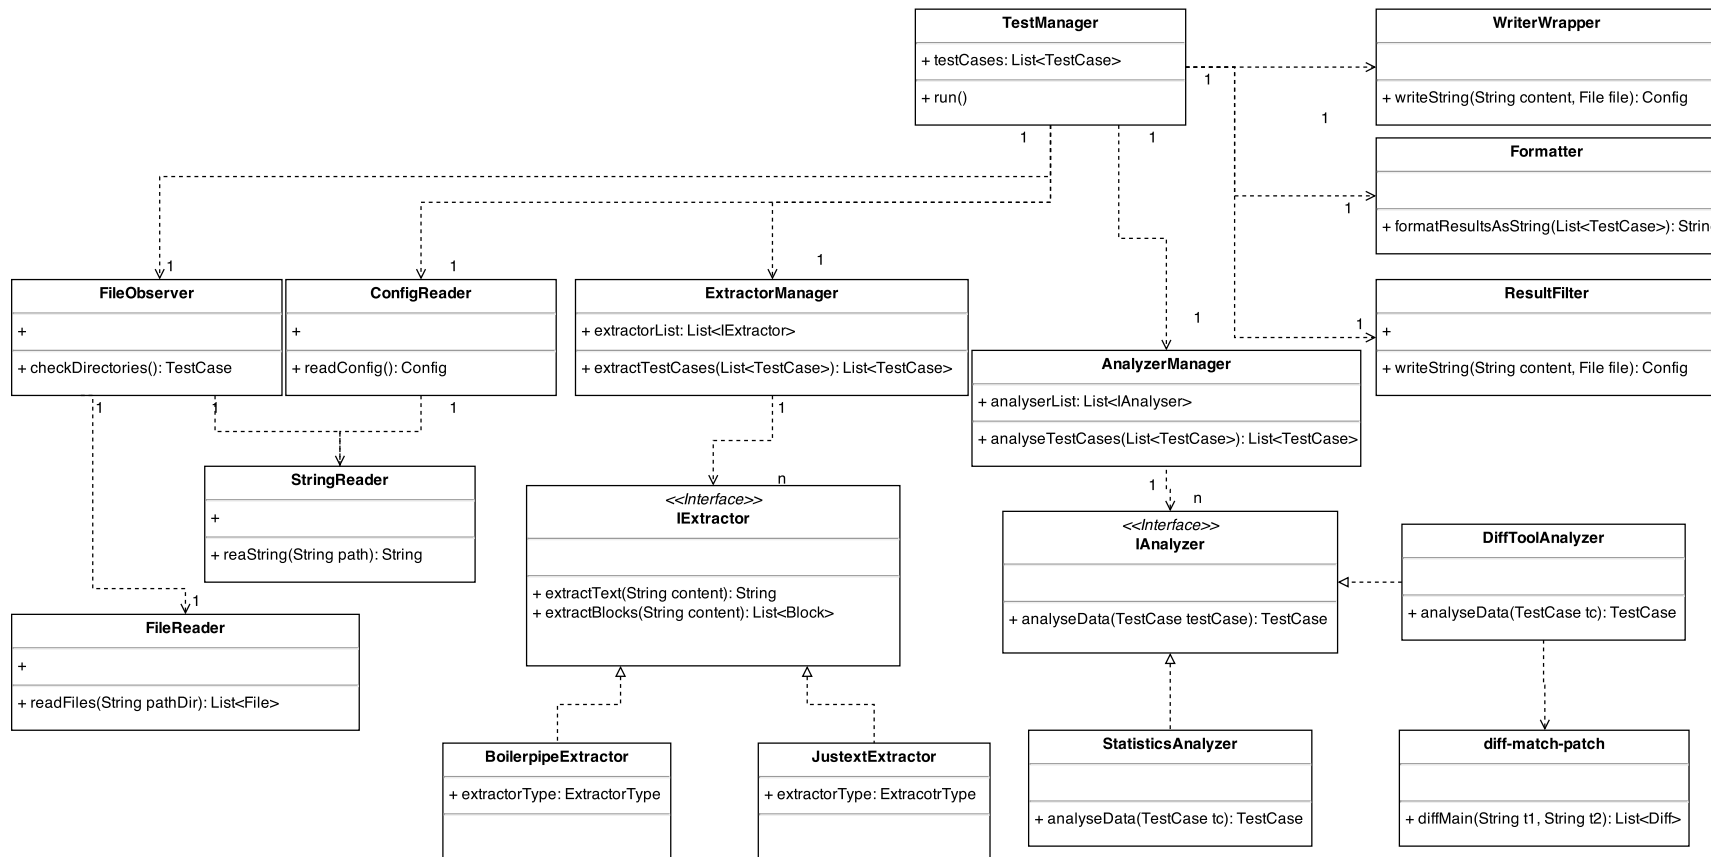 TestManager
+ testCases: List<TestCase>
+ run()
WriterWrapper
+ writeString(String content, File file): Config
1
1
1
1
Formatter
+ formatResultsAsString(List<TestCase>): Strin
1
ResultFilter
+
+ writeString(String content, File file): Config
1
FileObserver
+
+ checkDirectories(): TestCase
1
1
1
ConfigReader
+
+ readConfig(): Config
1
1
ExtractorManager
+ extractorList: List<IExtractor>
+ extractTestCases(List<TestCase>): List<TestCase>
1
1
AnalyzerManager
+ analyserList: List<IAnalyser>
+ analyseTestCases(List<TestCase>): List<TestCase>
1
1
n
StringReader
+
+ reaString(String path): String
n
<<Interface>>
IExtractor
+ extractText(String content): String
+ extractBlocks(String content): List<Block>
<<Interface>>
IAnalyzer
+ analyseData(TestCase testCase): TestCase
DiffToolAnalyzer
+ analyseData(TestCase tc): TestCase
1
FileReader
+
+ readFiles(String pathDir): List<File>
BoilerpipeExtractor
+ extractorType: ExtractorType
JustextExtractor
+ extractorType: ExtracotrType
StatisticsAnalyzer
+ analyseData(TestCase tc): TestCase
diff-match-patch
+ diffMain(String t1, String t2): List<Diff>